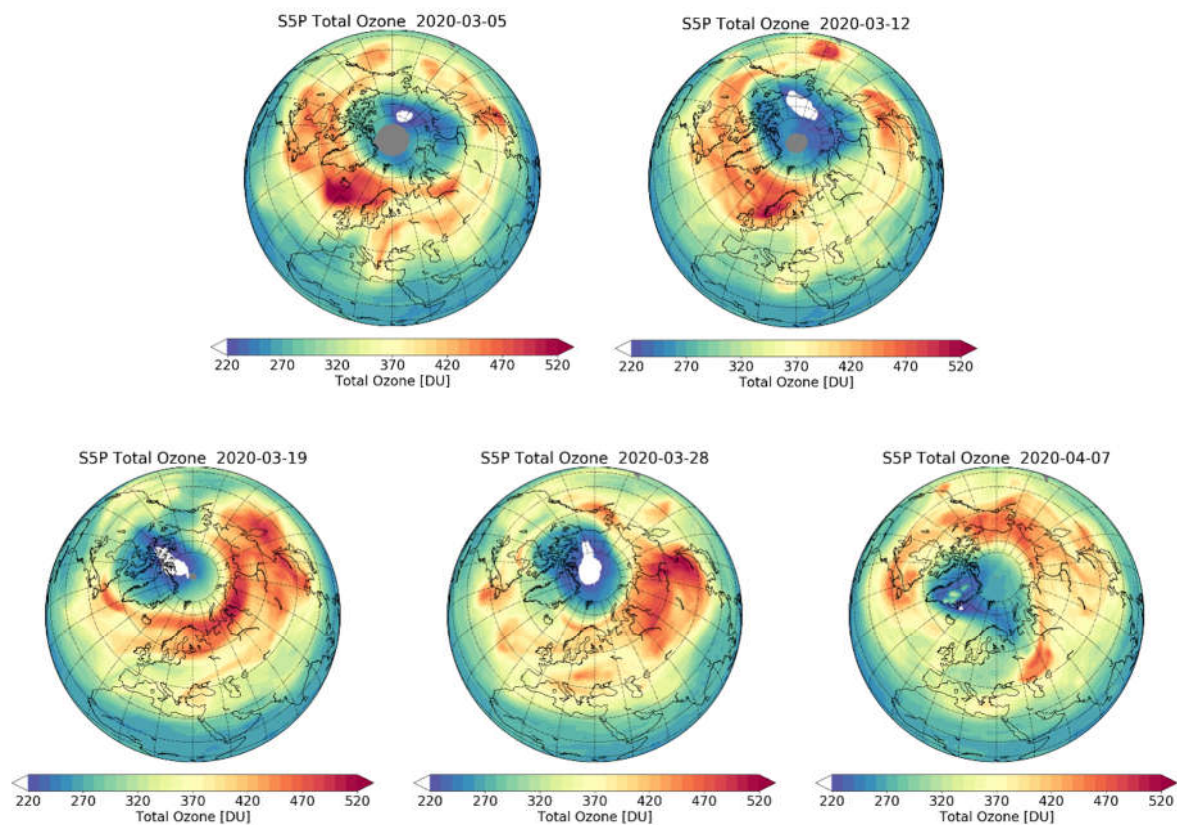 S5P Total Ozone 2020-03-05
220 270 320 370 420 470 520
Total Ozone [DU]
S5P Total Ozone 2020-03-12
220 270 320 370 420 470 520
Total Ozone [DU]
S5P Total Ozone 2020-03-19
220 270 320 370 420 470 520
Total Ozone [DU]
S5P Total Ozone 2020-03-28
220 270 320 370 420 470 520
Total Ozone [DU]
S5P Total Ozone 2020-04-07
220 270 320 370 420 470 520
Total Ozone [DU]